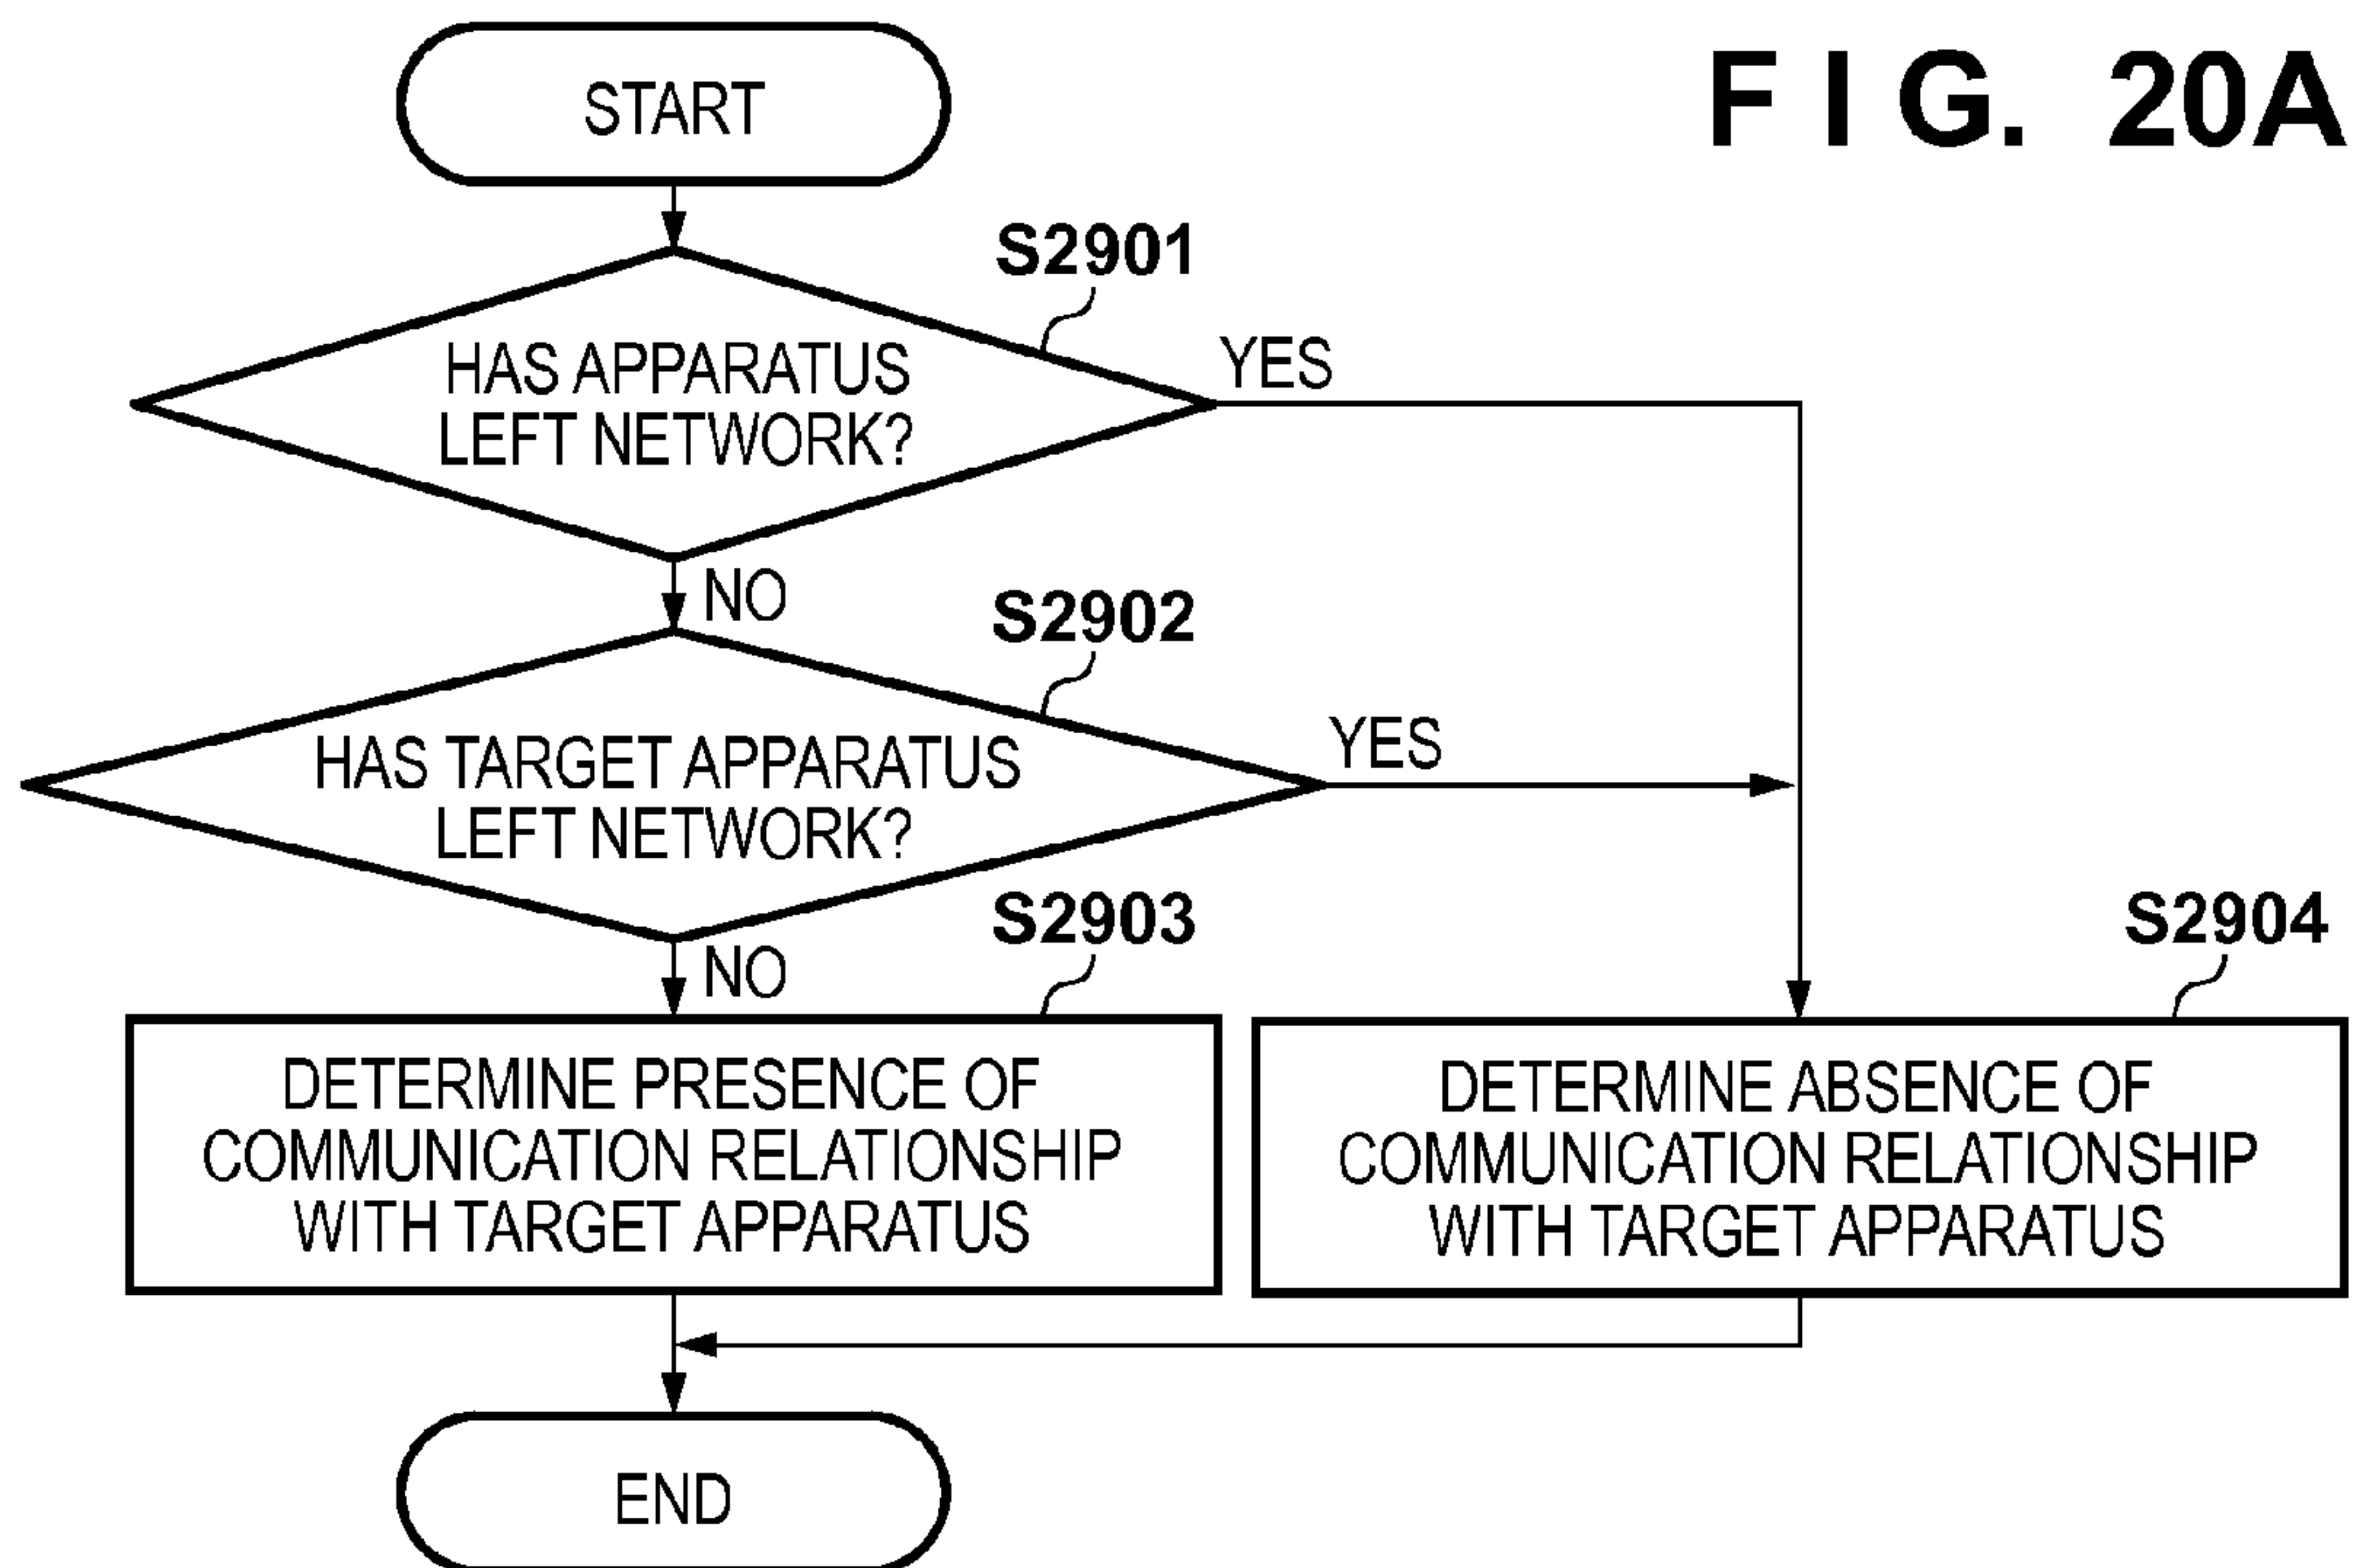 F I G. 20A
START
S2901
HAS APPARATUS
LEFT NETWORK?
YES
NO
S2902
HAS TARGET APPARATUS
LEFT NETWORK?
YES
NO
S2903
DETERMINE PRESENCE OF
COMMUNICATION RELATIONSHIP
WITH TARGET APPARATUS
S2904
DETERMINE ABSENCE OF
COMMUNICATION RELATIONSHIP
WITH TARGET APPARATUS
END